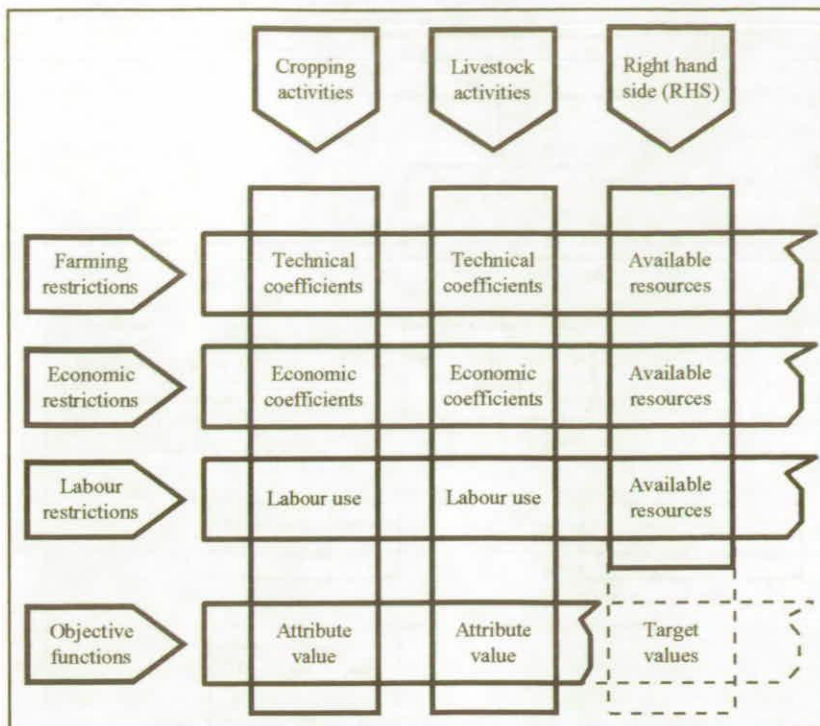 Cropping
activities
Livestock
activities
Right hand
side (RHS)
Farming
restrictions
Technical
coefficients
Technical
coefficients
Available
resources
Economic
restrictions
Economic
coefficients
Economic
coefficients
Available
resources
Labour
restrictions
Labour use
Labour use
Available
resources
Objective
functions
Attribute
value
Attribute
value
Target
values